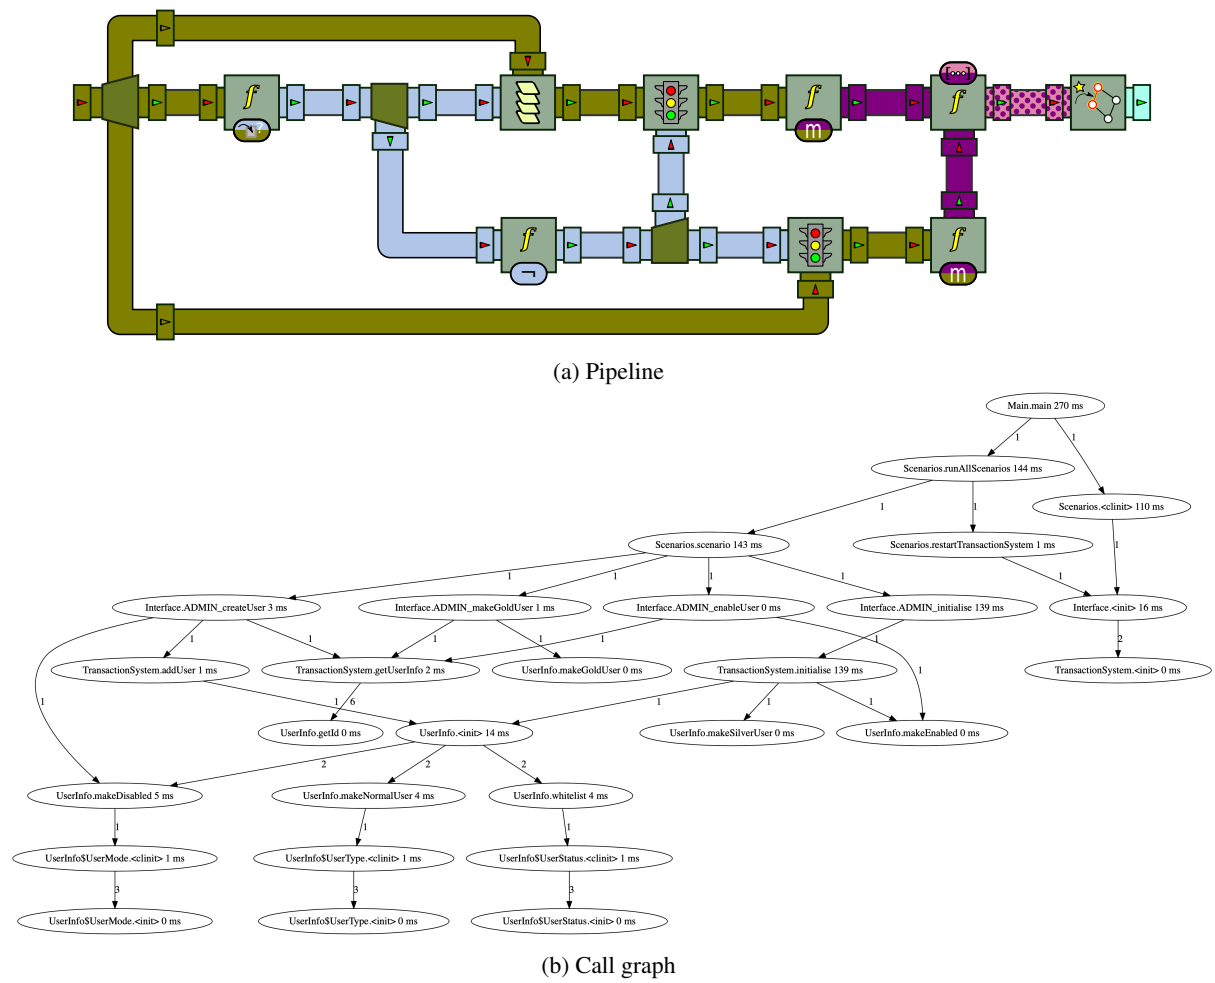 f
?
f
m
[...]
f
f
¬
f
m
(a) Pipeline
Main.main 270 ms
1
1
Scenarios.runAllScenarios 144 ms
1
1
Scenarios.<clinit> 110 ms
Scenarios.scenario 143 ms
Scenarios.restartTransactionSystem 1 ms
1
1
1
1
1
1
Interface.ADMIN_createUser 3 ms
Interface.ADMIN_makeGoldUser 1 ms
Interface.ADMIN_enableUser 0 ms
Interface.ADMIN_initialise 139 ms
Interface.<init> 16 ms
1
1
1
1
1
1
2
TransactionSystem.addUser 1 ms
TransactionSystem.getUserInfo 2 ms
UserInfo.makeGoldUser 0 ms
TransactionSystem.initialise 139 ms
TransactionSystem.<init> 0 ms
1
1
6
1
1
1
1
UserInfo.getId 0 ms
UserInfo.<init> 14 ms
UserInfo.makeSilverUser 0 ms
UserInfo.makeEnabled 0 ms
2
2
2
UserInfo.makeDisabled 5 ms
UserInfo.makeNormalUser 4 ms
UserInfo.whitelist 4 ms
1
1
1
UserInfo$UserMode.<clinit> 1 ms
UserInfo$UserType.<clinit> 1 ms
UserInfo$UserStatus.<clinit> 1 ms
3
3
3
UserInfo$UserMode.<init> 0 ms
UserInfo$UserType.<init> 0 ms
UserInfo$UserStatus.<init> 0 ms
(b) Call graph